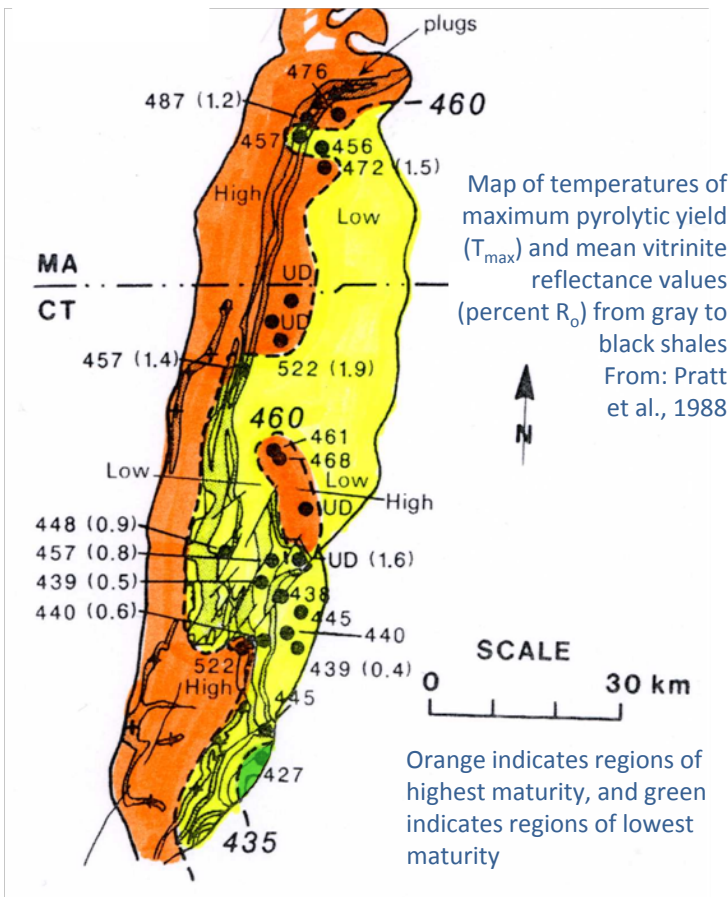 plugs
476
487 (1.2)
460
457
456
472 (1.5)
High
Low
Map of temperatures of
maximum pyrolytic yield
(Tmax) and mean vitrinite
reflectance values
(percent Ro) from gray to
black shales
From: Pratt
et al., 1988
MA
CT
UD
UD
457 (1.4)
522 (1.9)
N
460
461
468
Low
Low
High
UD
448 (0.9)
457 (0.8)
UD (1.6)
439 (0.5)
438
440 (0.6)
445
440
522
High
439 (0.4)
SCALE
0 30 km
445
427
435
Orange indicates regions of
highest maturity, and green
indicates regions of lowest
maturity